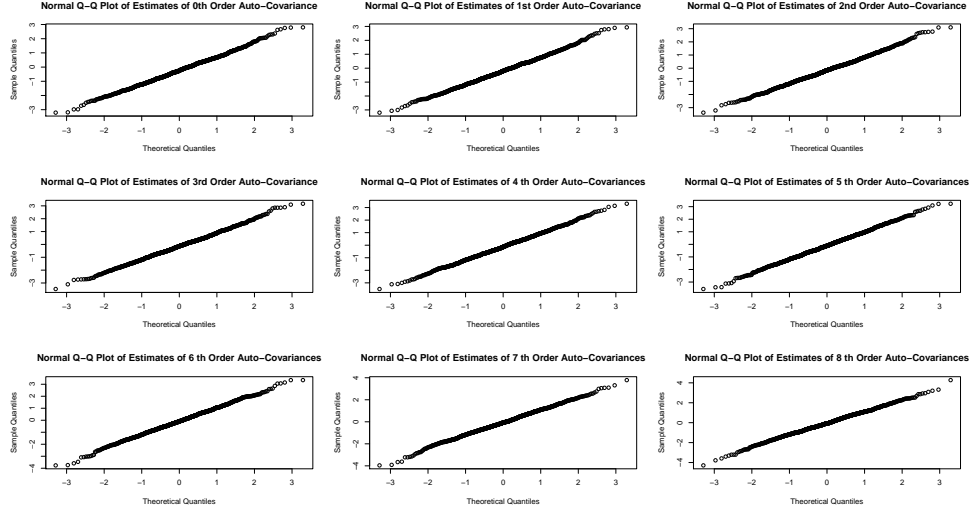 Normal Q−Q Plot of Estimates of 0th Order Auto−Covariance
Normal Q−Q Plot of Estimates of 1st Order Auto−Covariance
Normal Q−Q Plot of Estimates of 2nd Order Auto−Covariance
Sample Quantiles
−3 −1 0 1 2 3
−3 −2 −1 0 1 2 3
Theoretical Quantiles
Sample Quantiles
−3 −1 0 1 2 3
−3 −2 −1 0 1 2 3
Theoretical Quantiles
Sample Quantiles
−3 −1 0 1 2 3
−3 −2 −1 0 1 2 3
Theoretical Quantiles
Normal Q−Q Plot of Estimates of 3rd Order Auto−Covariance
Normal Q−Q Plot of Estimates of 4 th Order Auto−Covariances
Normal Q−Q Plot of Estimates of 5 th Order Auto−Covariances
Sample Quantiles
−3 −1 1 2 3
−3 −2 −1 0 1 2 3
Theoretical Quantiles
Sample Quantiles
−3 −1 1 2 3
−3 −2 −1 0 1 2 3
Theoretical Quantiles
Sample Quantiles
−3 −1 1 2 3
−3 −2 −1 0 1 2 3
Theoretical Quantiles
Normal Q−Q Plot of Estimates of 6 th Order Auto−Covariances
Normal Q−Q Plot of Estimates of 7 th Order Auto−Covariances
Normal Q−Q Plot of Estimates of 8 th Order Auto−Covariances
Sample Quantiles
−4 −2 0 1 2 3
−3 −2 −1 0 1 2 3
Theoretical Quantiles
Sample Quantiles
−4 −2 0 2 4
−3 −2 −1 0 1 2 3
Theoretical Quantiles
Sample Quantiles
−4 −2 0 2 4
−3 −2 −1 0 1 2 3
Theoretical Quantiles